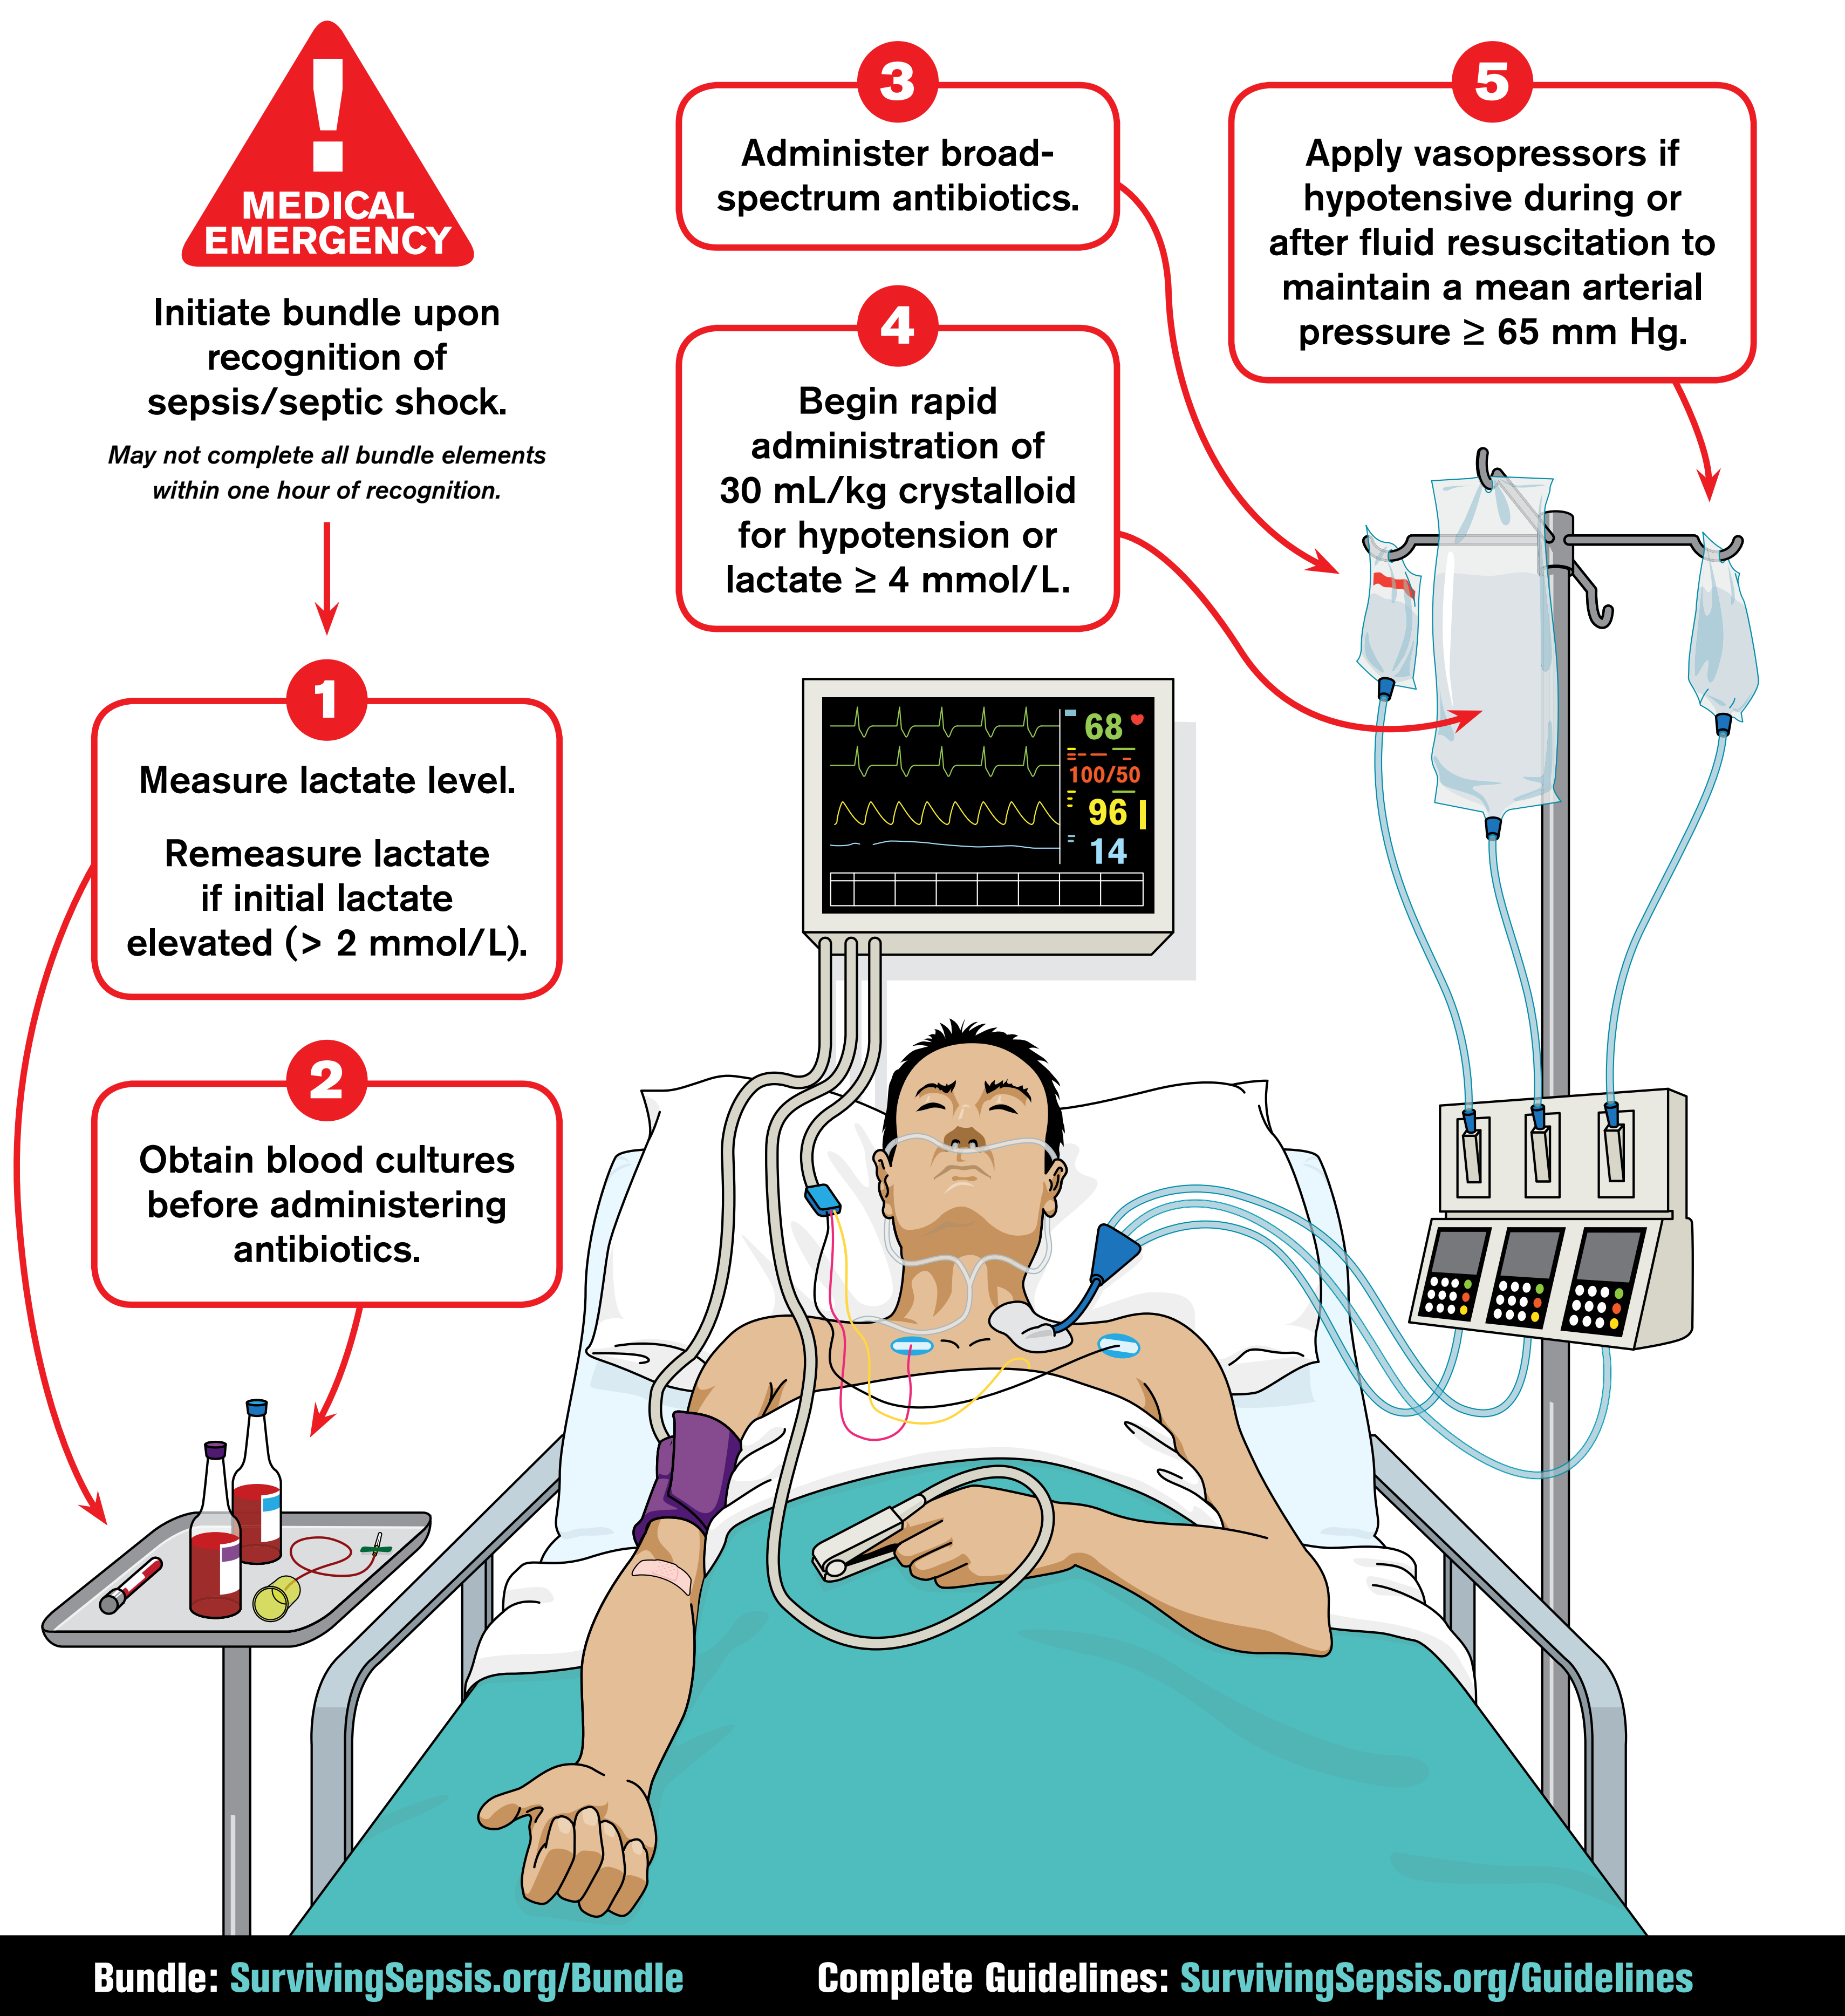 !
MEDICAL
EMERGENCY
Initiate bundle upon
recognition of
sepsis/septic shock.
May not complete all bundle elements
within one hour of recognition.
1
Measure lactate level.
Remeasure lactate
if initial lactate
elevated (> 2 mmol/L).
2
Obtain blood cultures
before administering
antibiotics.
3
Administer broad-
spectrum antibiotics.
4
Begin rapid
administration of
30 mL/kg crystalloid
for hypotension or
lactate ≥ 4 mmol/L.
5
Apply vasopressors if
hypotensive during or
after fluid resuscitation to
maintain a mean arterial
pressure ≥ 65 mm Hg.
68
100/50
96
14
Bundle: SurvivingSepsis.org/Bundle
Complete Guidelines: SurvivingSepsis.org/Guidelines